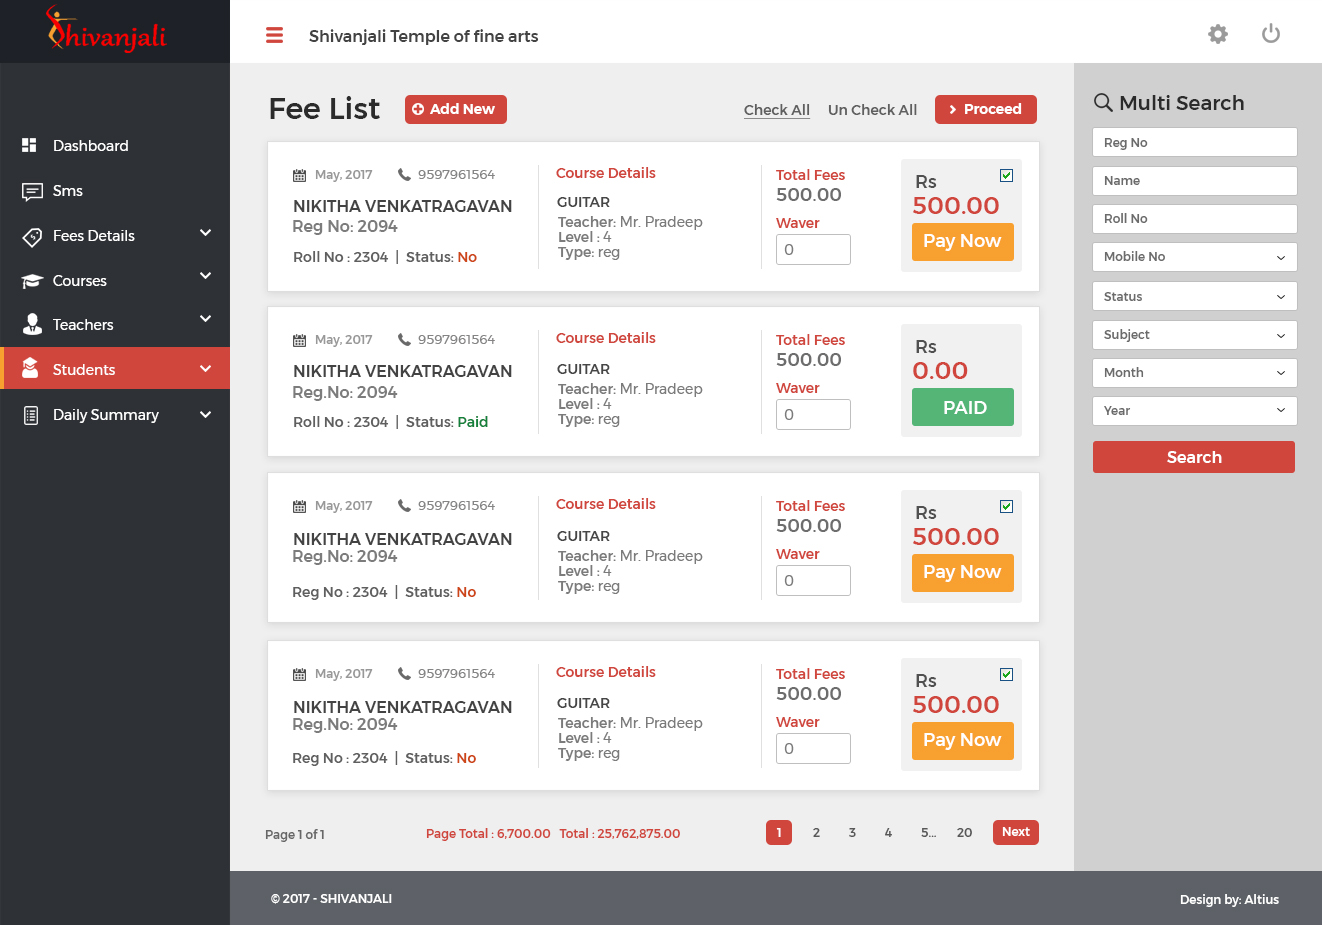 Shivanjali
Shivanjali Temple of fine arts
Dashboard
Sms
Fees Details
Courses
Teachers
Students
Daily Summary
Fee List
Add New
Check All
Un Check All
Proceed
May, 2017
9597961564
NIKITHA VENKATRAGAVAN
Reg No: 2094
Roll No : 2304 | Status: No
Course Details
GUITAR
Teacher: Mr. Pradeep
Level : 4
Type: reg
Total Fees
500.00
Waver
0
Rs
500.00
Pay Now
May, 2017
9597961564
NIKITHA VENKATRAGAVAN
Reg.No: 2094
Roll No : 2304 | Status: Paid
Course Details
GUITAR
Teacher: Mr. Pradeep
Level : 4
Type: reg
Total Fees
500.00
Waver
0
Rs
0.00
PAID
May, 2017
9597961564
NIKITHA VENKATRAGAVAN
Reg.No: 2094
Reg No : 2304 | Status: No
Course Details
GUITAR
Teacher: Mr. Pradeep
Level : 4
Type: reg
Total Fees
500.00
Waver
0
Rs
500.00
Pay Now
May, 2017
9597961564
NIKITHA VENKATRAGAVAN
Reg.No: 2094
Reg No : 2304 | Status: No
Course Details
GUITAR
Teacher: Mr. Pradeep
Level : 4
Type: reg
Total Fees
500.00
Waver
0
Rs
500.00
Pay Now
Page 1 of 1
Page Total : 6,700.00 Total : 25,762,875.00
1 2 3 4 5... 20 Next
Multi Search
Reg No
Name
Roll No
Mobile No
Status
Subject
Month
Year
Search
© 2017 - SHIVANJALI
Design by: Altius